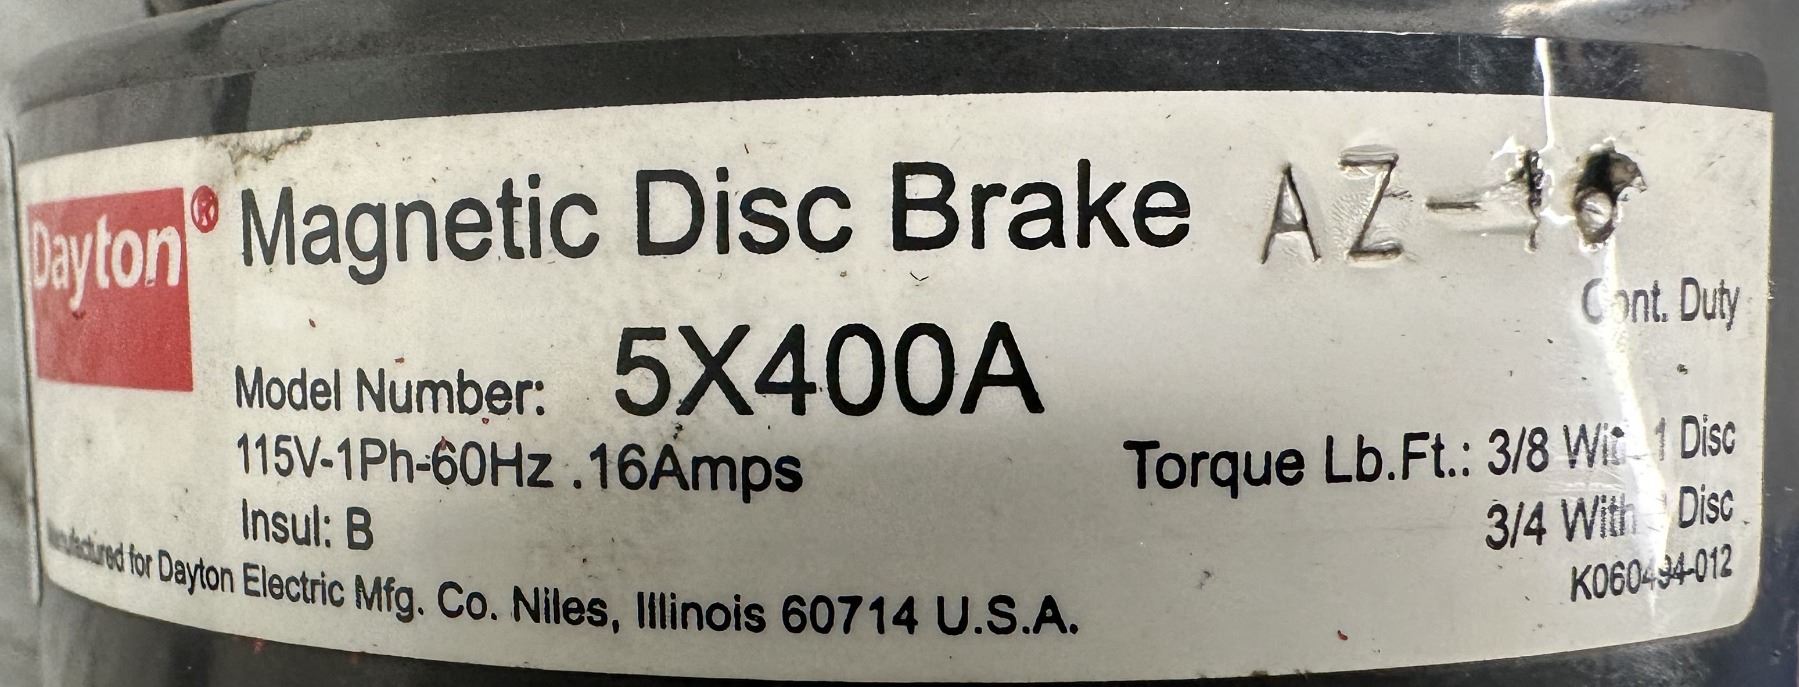 Dayton® Magnetic Disc Brake AZ-
Cont. Duty
Model Number: 5X400A
115V-1Ph-60Hz .16Amps
Torque Lb.Ft.: 3/8 With 1 Disc
Insul: B
3/4 With Disc
Manufactured for Dayton Electric Mfg. Co. Niles, Illinois 60714 U.S.A.
K060494-012